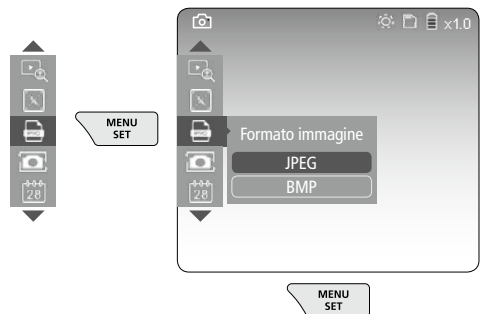 x1.0
28
MENU
SET
28
Formato immagine
JPEG
BMP
MENU
SET